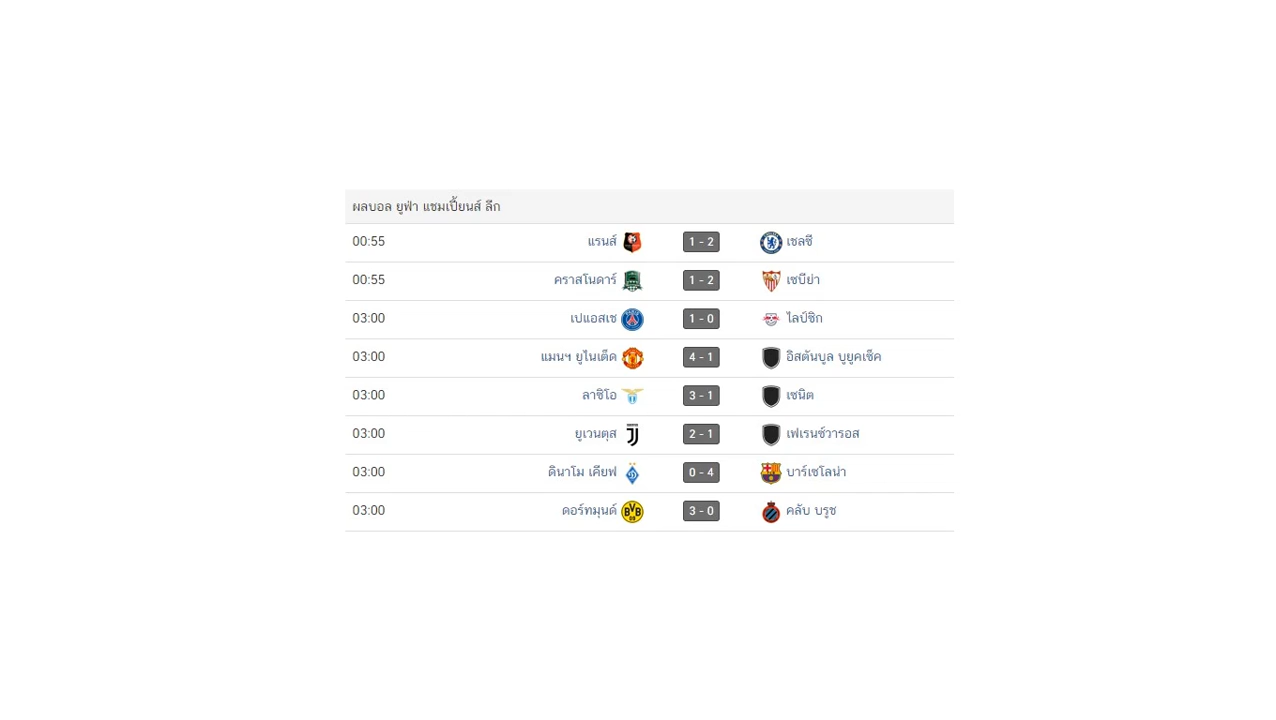 ผลบอล ยูฟ่า แชมเปี้ยนส์ ลีก
00:55 แรนส์ 1 - 2 เชลซี
00:55 คราสโนดาร์ 1 - 2 เซบีย่า
03:00 เปแอสเช 1 - 0 ไลป์ซิก
03:00 แมนฯ ยูไนเต็ด 4 - 1 อิสตันบูล บูยูคเช็ค
03:00 ลาซิโอ 3 - 1 เซนิต
03:00 ยูเวนตุส 2 - 1 เฟเรนช์วารอส
03:00 ดินาโม เคียฟ 0 - 4 บาร์เซโลน่า
03:00 ดอร์ทมุนด์ 3 - 0 คลับ บรูซ